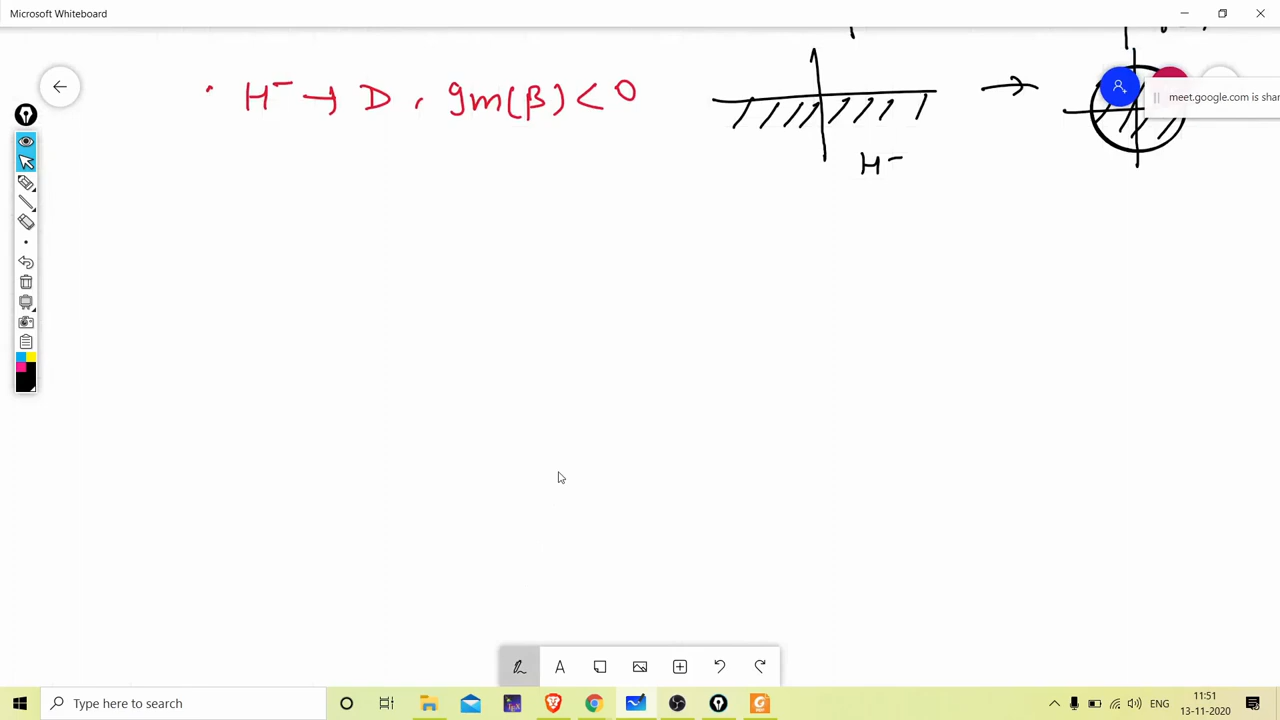 Microsoft Whiteboard
· H⁻ → D , Im(β) < 0
H⁻
meet.google.com is shar
A
Type here to search
ENG
11:51
13-11-2020